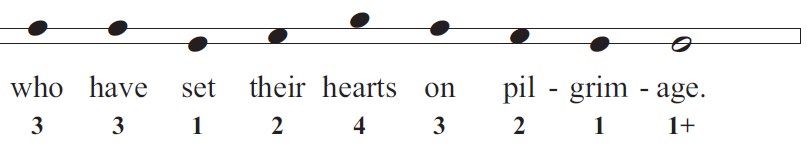 who have set their hearts on pil - grim - age.
3 3 1 2 4 3 2 1 1+